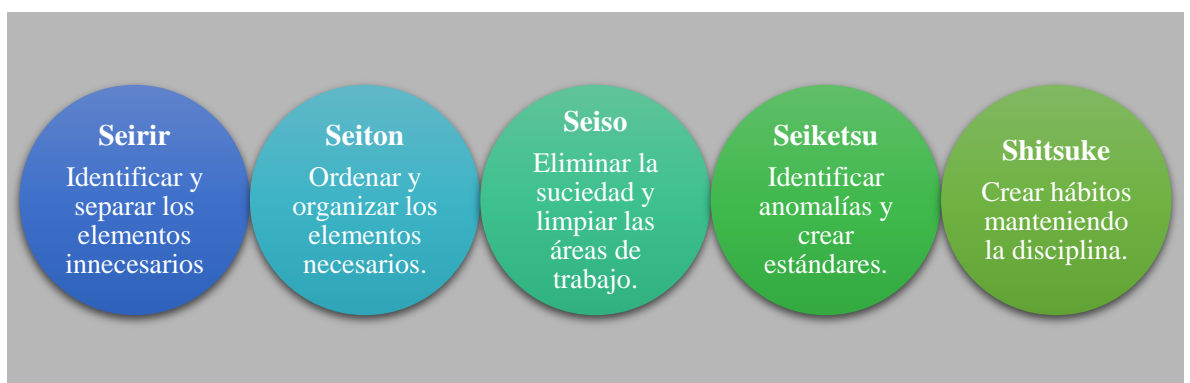 Seirir
Identificar y
separar los
elementos
innecesarios
Seiton
Ordenar y
organizar los
elementos
necesarios.
Seiso
Eliminar la
suciedad y
limpiar las
áreas de
trabajo.
Seiketsu
Identificar
anomalías y
crear
estándares.
Shitsuke
Crear hábitos
manteniendo
la disciplina.